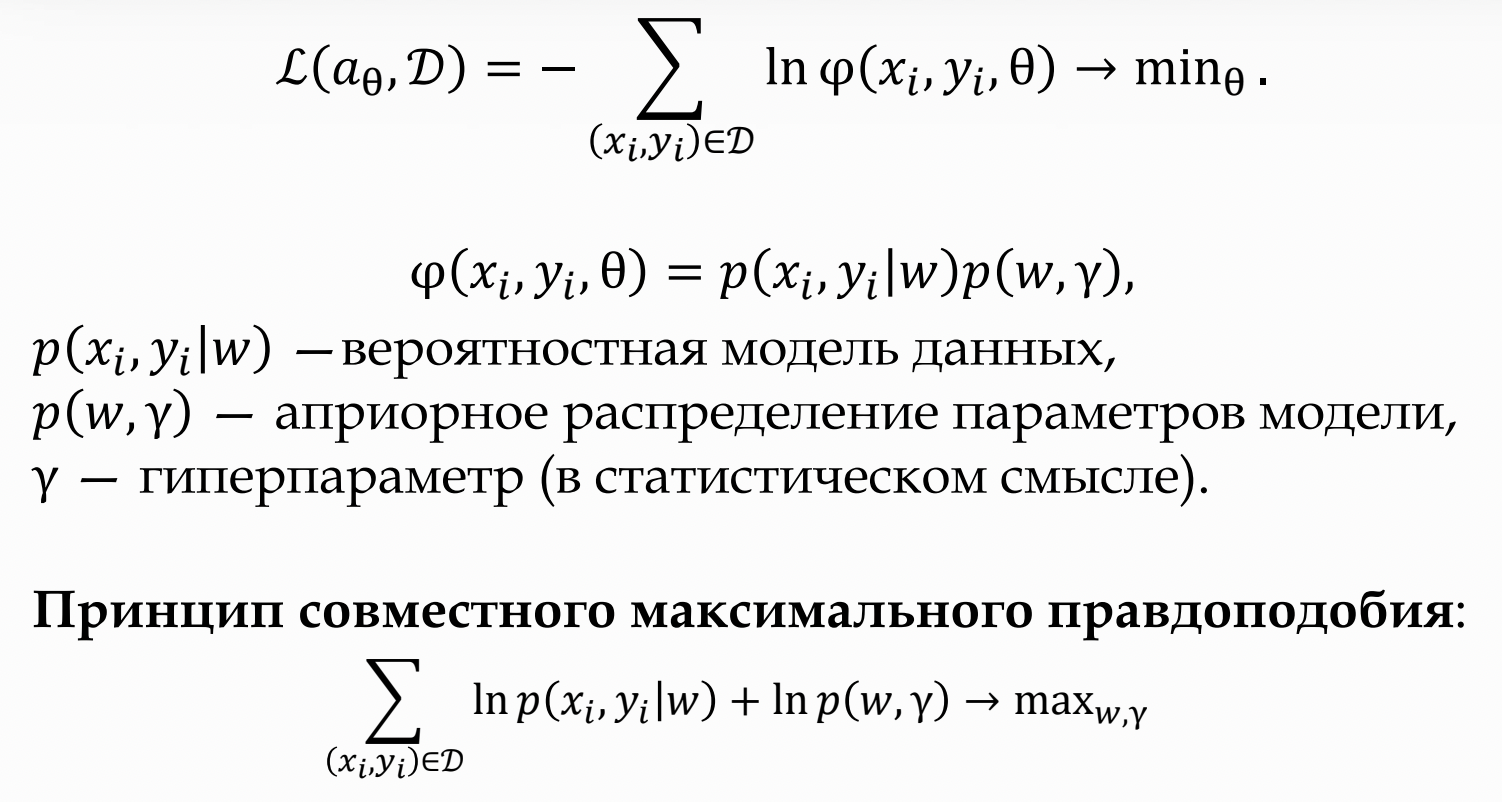 ℒ(a_θ, 𝒟) = − ∑_{(x_i,y_i)∈𝒟} ln φ(x_i, y_i, θ) → min_θ .
φ(x_i, y_i, θ) = p(x_i, y_i|w)p(w, γ),
p(x_i, y_i|w) —вероятностная модель данных,
p(w, γ) — априорное распределение параметров модели,
γ — гиперпараметр (в статистическом смысле).
Принцип совместного максимального правдоподобия:
∑_{(x_i,y_i)∈𝒟} ln p(x_i, y_i|w) + ln p(w, γ) → max_{w,γ}